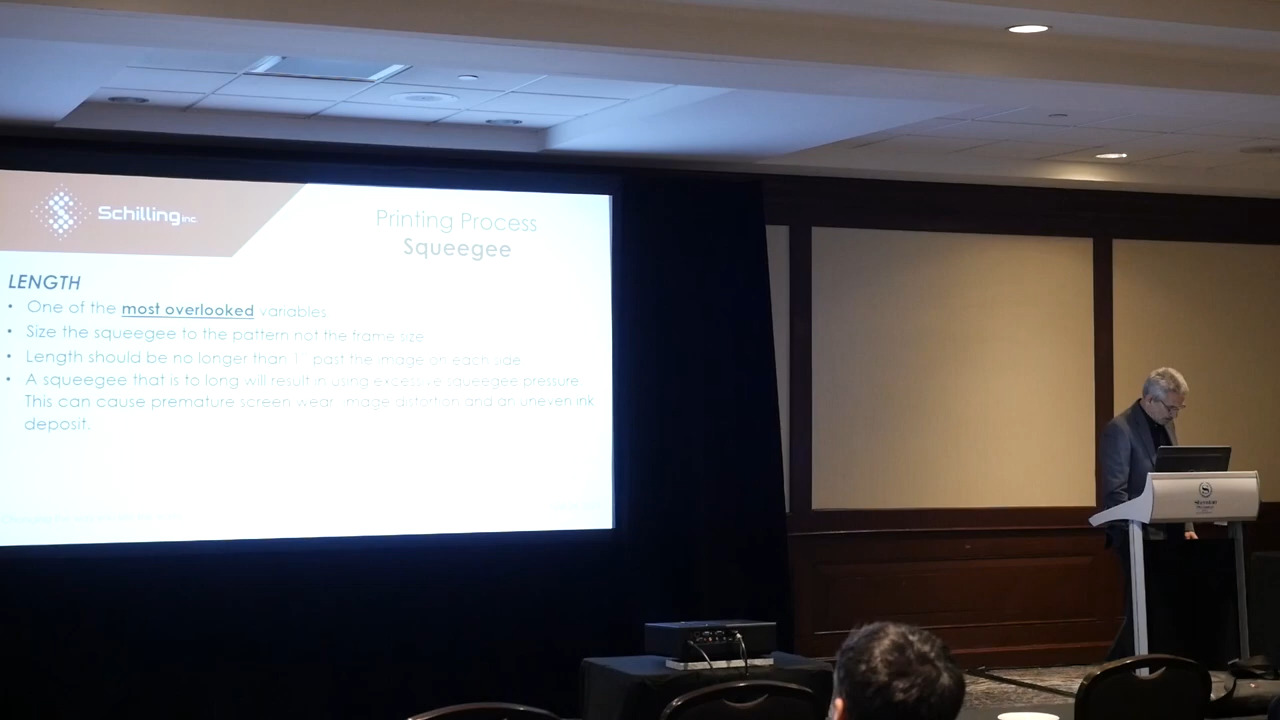 Schilling inc.
Printing Process
Squeegee
LENGTH
• One of the most overlooked variables
• Size the squeegee to the pattern not the frame size
• Length should be no longer than 1 past the image on each side
• A squeegee that is to long will result in using excessive squeegee pressure
This can cause premature screen wear image distortion and an uneven ink
deposit.